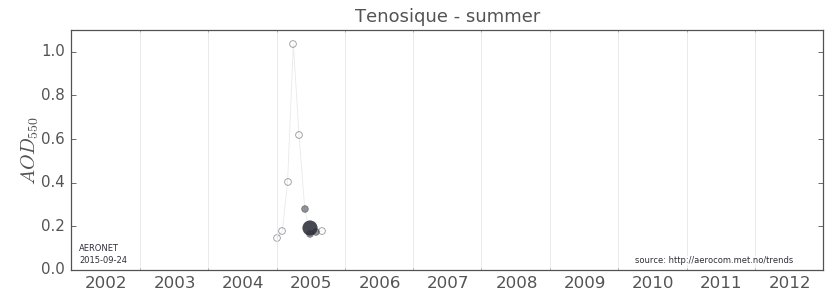 Tenosique - summer
1.0
0.8
0.6
0.4
0.2
0.0
AOD₅₅₀
AERONET
2015-09-24
source: http://aerocom.met.no/trends
2002 2003 2004 2005 2006 2007 2008 2009 2010 2011 2012